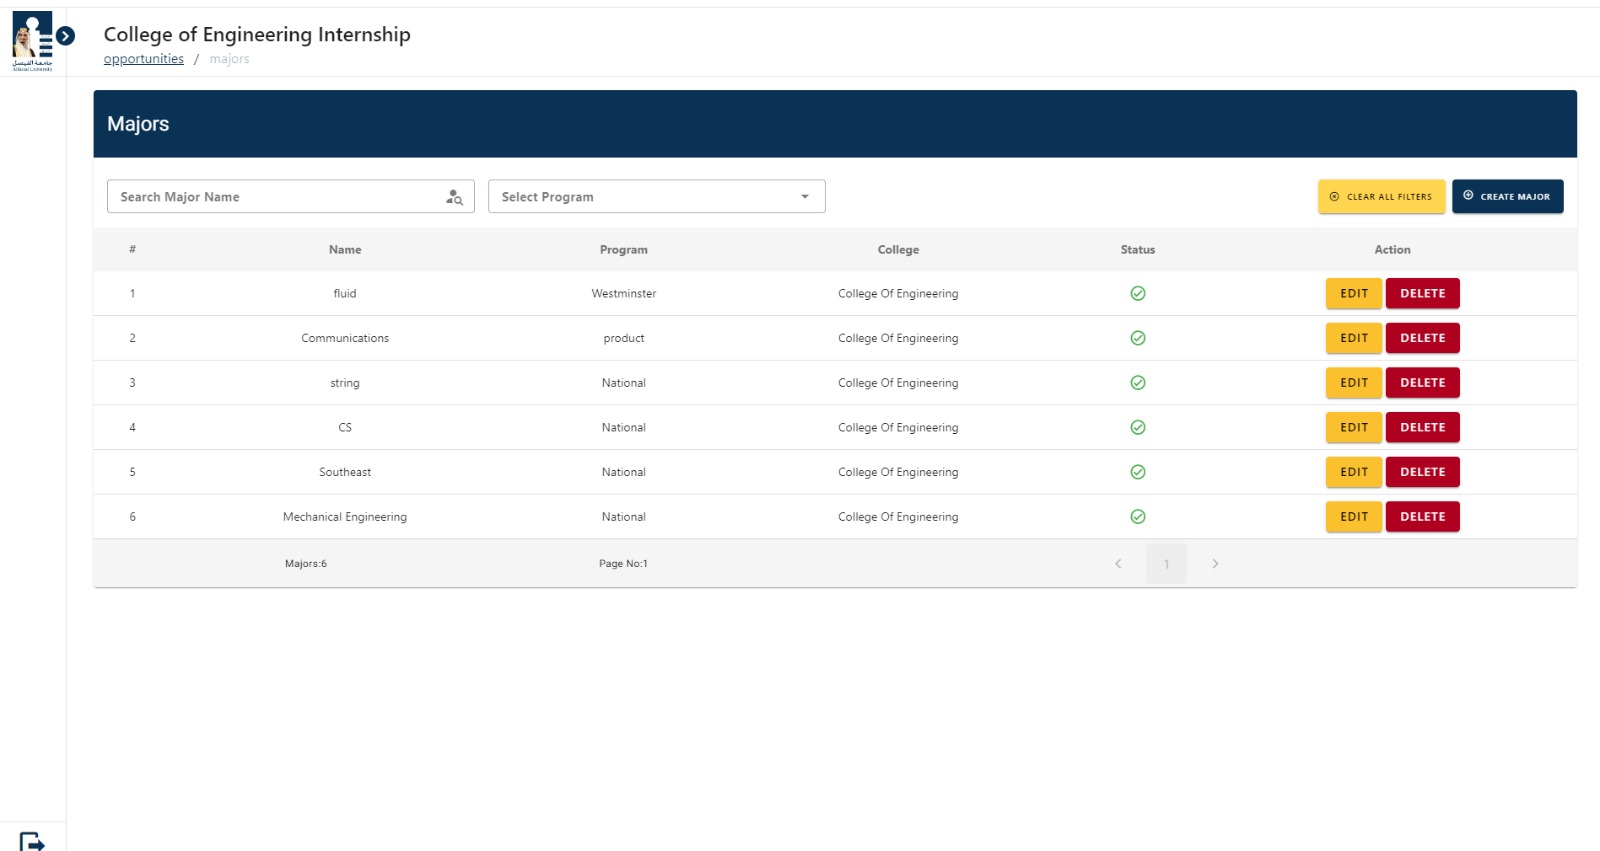 College of Engineering Internship
opportunities / majors
جامعة الفيصل
Alfaisal University
Majors
Search Major Name
Select Program
CLEAR ALL FILTERS
CREATE MAJOR
# Name Program College Status Action
1 fluid Westminster College Of Engineering EDIT DELETE
2 Communications product College Of Engineering EDIT DELETE
3 string National College Of Engineering EDIT DELETE
4 CS National College Of Engineering EDIT DELETE
5 Southeast National College Of Engineering EDIT DELETE
6 Mechanical Engineering National College Of Engineering EDIT DELETE
Majors:6 Page No:1 1